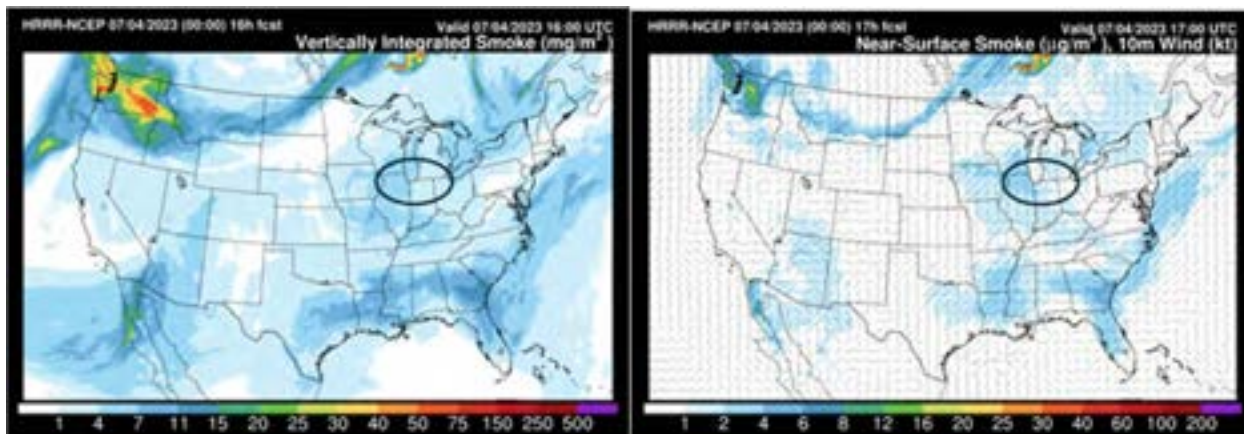 HRRR-NCEP 07/04/2023 (00:00) 16h fcst Valid 07/04/2023 16:00 UTC
Vertically Integrated Smoke (mg/m²)
1 4 7 11 15 20 25 30 40 50 75 150 250 500
HRRR-NCEP 07/04/2023 (00:00) 17h fcst Valid 07/04/2023 17:00 UTC
Near-Surface Smoke (µg/m³), 10m Wind (kt)
1 2 4 6 8 12 16 20 25 30 40 60 100 200